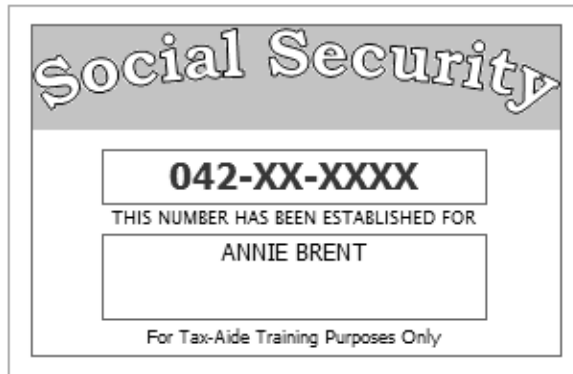 Social Security
042-XX-XXXX
THIS NUMBER HAS BEEN ESTABLISHED FOR
ANNIE BRENT
For Tax-Aide Training Purposes Only